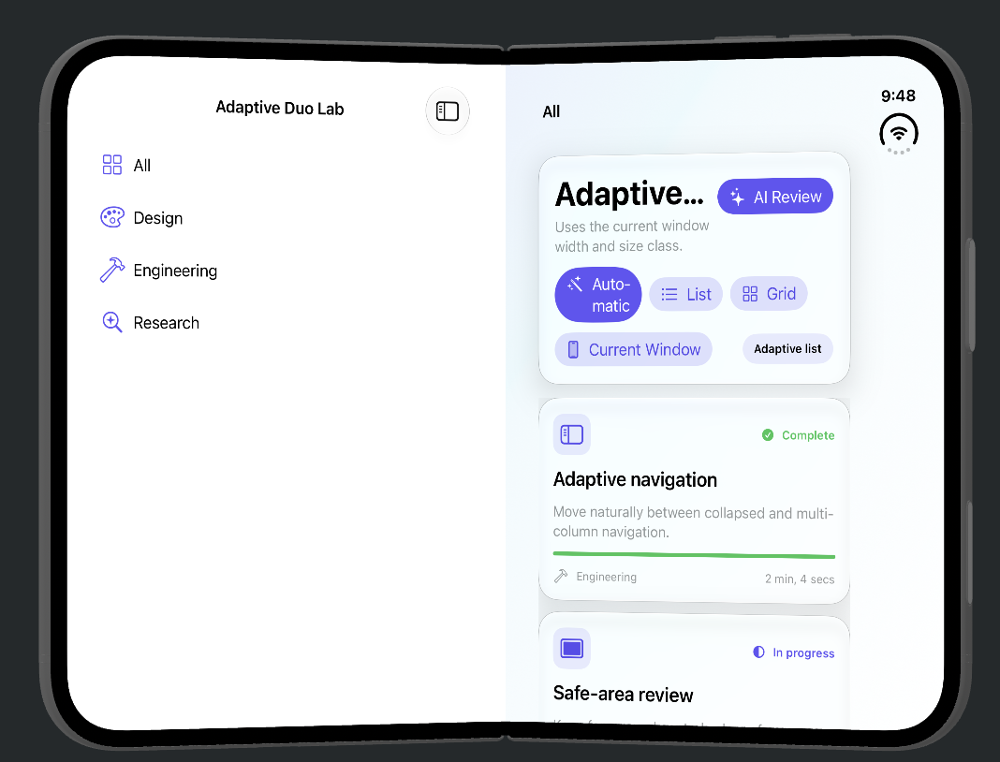 Adaptive Duo Lab
All
Design
Engineering
Research
9:48
All
Adaptive...
AI Review
Uses the current window
width and size class.
Auto-
matic
List
Grid
Current Window
Adaptive list
Complete
Adaptive navigation
Move naturally between collapsed and multi-
column navigation.
Engineering
2 min, 4 secs
In progress
Safe-area review